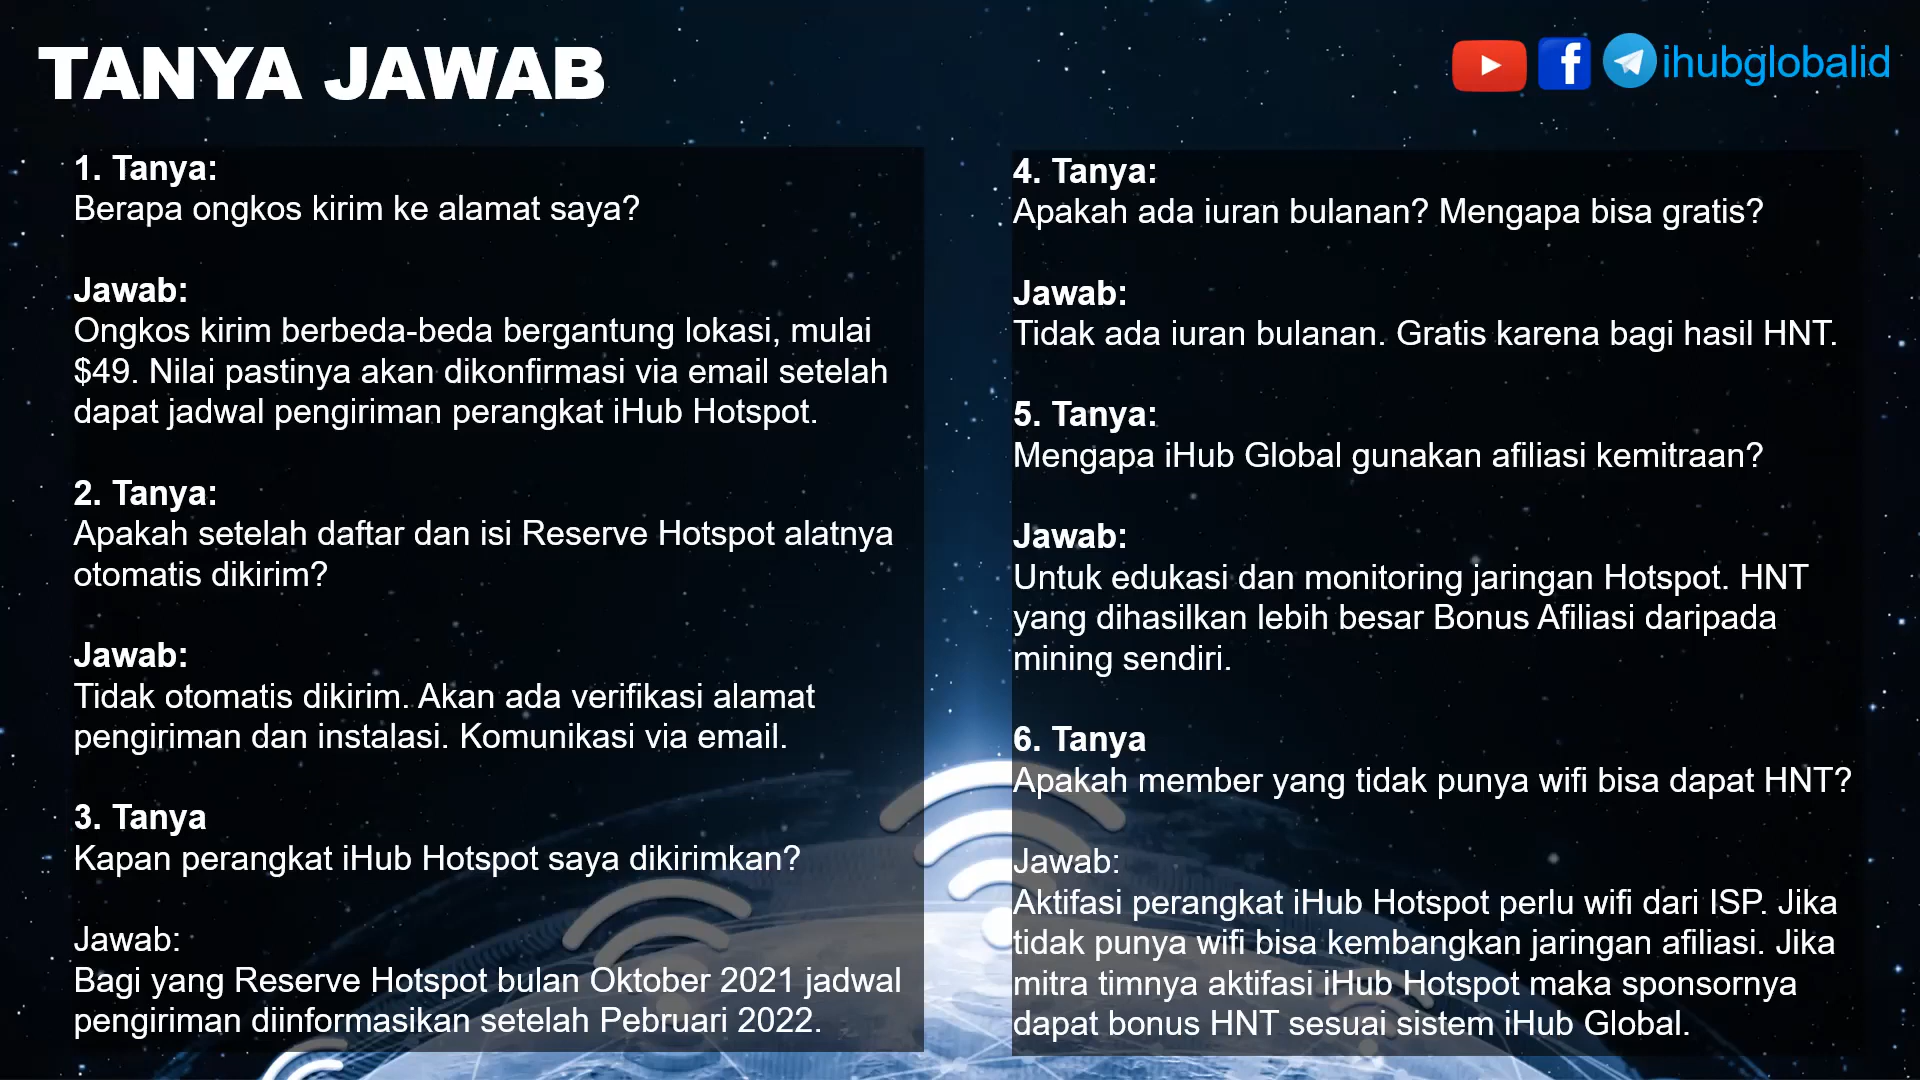 TANYA JAWAB
ihubglobalid
1. Tanya:
Berapa ongkos kirim ke alamat saya?
Jawab:
Ongkos kirim berbeda-beda bergantung lokasi, mulai
$49. Nilai pastinya akan dikonfirmasi via email setelah
dapat jadwal pengiriman perangkat iHub Hotspot.
2. Tanya:
Apakah setelah daftar dan isi Reserve Hotspot alatnya
otomatis dikirim?
Jawab:
Tidak otomatis dikirim. Akan ada verifikasi alamat
pengiriman dan instalasi. Komunikasi via email.
3. Tanya
Kapan perangkat iHub Hotspot saya dikirimkan?
Jawab:
Bagi yang Reserve Hotspot bulan Oktober 2021 jadwal
pengiriman diinformasikan setelah Pebruari 2022.
4. Tanya:
Apakah ada iuran bulanan? Mengapa bisa gratis?
Jawab:
Tidak ada iuran bulanan. Gratis karena bagi hasil HNT.
5. Tanya:
Mengapa iHub Global gunakan afiliasi kemitraan?
Jawab:
Untuk edukasi dan monitoring jaringan Hotspot. HNT
yang dihasilkan lebih besar Bonus Afiliasi daripada
mining sendiri.
6. Tanya
Apakah member yang tidak punya wifi bisa dapat HNT?
Jawab:
Aktifasi perangkat iHub Hotspot perlu wifi dari ISP. Jika
tidak punya wifi bisa kembangkan jaringan afiliasi. Jika
mitra timnya aktifasi iHub Hotspot maka sponsornya
dapat bonus HNT sesuai sistem iHub Global.